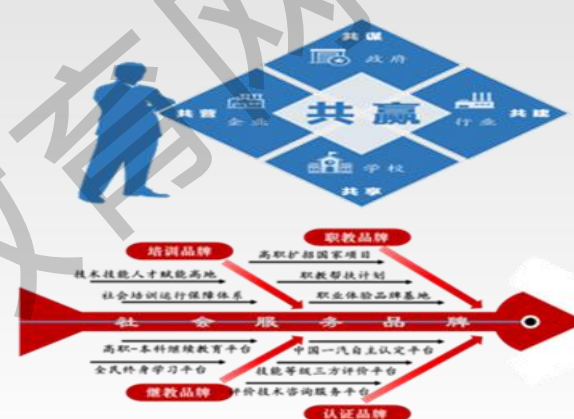 共谋
政府
共营
企业
共赢
行业
共建
学校
共享
职教品牌
培训品牌
高职扩招国家项目
技术技能人才赋能高地
职教帮扶计划
社会培训运行保障体系
职业体验品牌基地
社会服务品牌
高职-本科继续教育平台
中国一汽自主认定平台
全民终身学习平台
技能等级三方评价平台
继教品牌
评价技术咨询服务平台
认证品牌